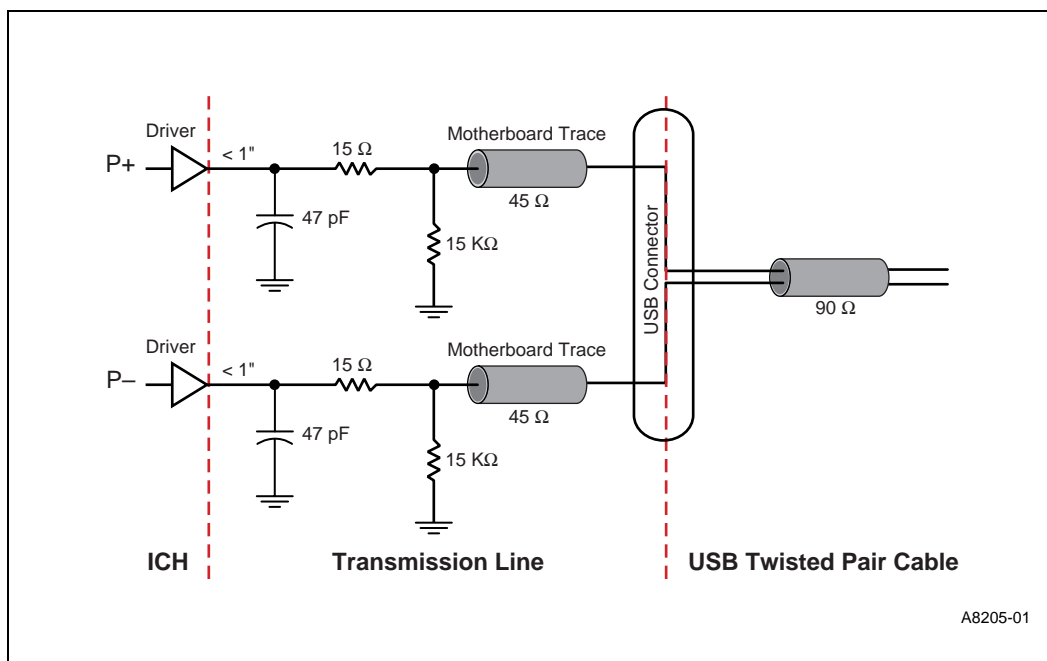 Driver
P+
< 1"
15 Ω
Motherboard Trace
45 Ω
47 pF
15 KΩ
USB Connector
90 Ω
Driver
P–
< 1"
15 Ω
Motherboard Trace
45 Ω
47 pF
15 KΩ
ICH
Transmission Line
USB Twisted Pair Cable
A8205-01